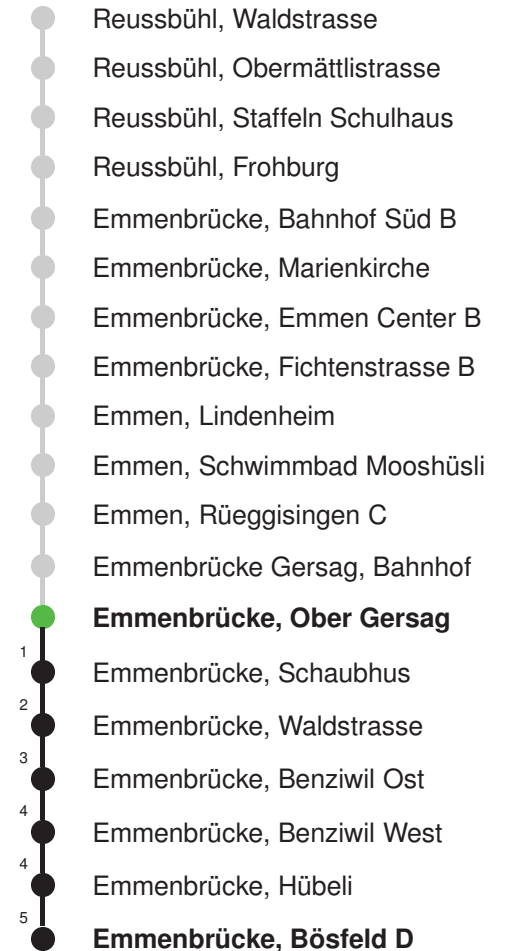 Reussbühl, Waldstrasse
Reussbühl, Obermättlistrasse
Reussbühl, Staffeln Schulhaus
Reussbühl, Frohburg
Emmenbrücke, Bahnhof Süd B
Emmenbrücke, Marienkirche
Emmenbrücke, Emmen Center B
Emmenbrücke, Fichtenstrasse B
Emmen, Lindenheim
Emmen, Schwimmbad Mooshüsli
Emmen, Rüeggisingen C
Emmenbrücke Gersag, Bahnhof
Emmenbrücke, Ober Gersag
1 Emmenbrücke, Schaubhus
2 Emmenbrücke, Waldstrasse
3 Emmenbrücke, Benziwil Ost
4 Emmenbrücke, Benziwil West
4 Emmenbrücke, Hübeli
5 Emmenbrücke, Bösfeld D